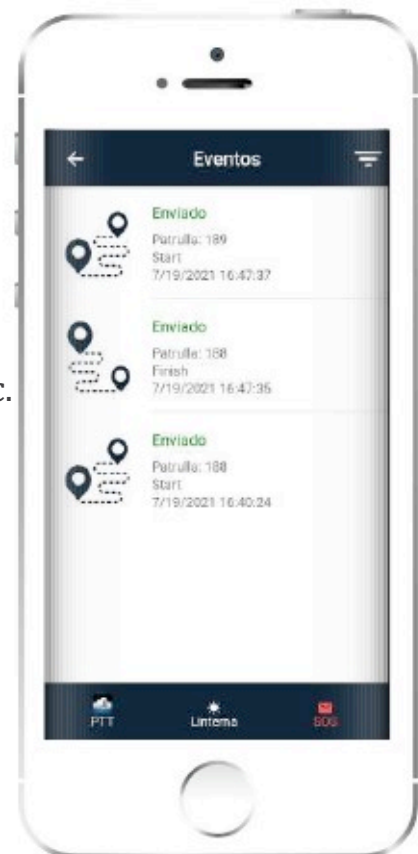 Eventos
Enviado
Patrulla: 189
Start
7/19/2021 16:47:37
Enviado
Patrulla: 188
Finish
7/19/2021 16:47:35
Enviado
Patrulla: 188
Start
7/19/2021 16:40:24
PTT
Linterna
SOS